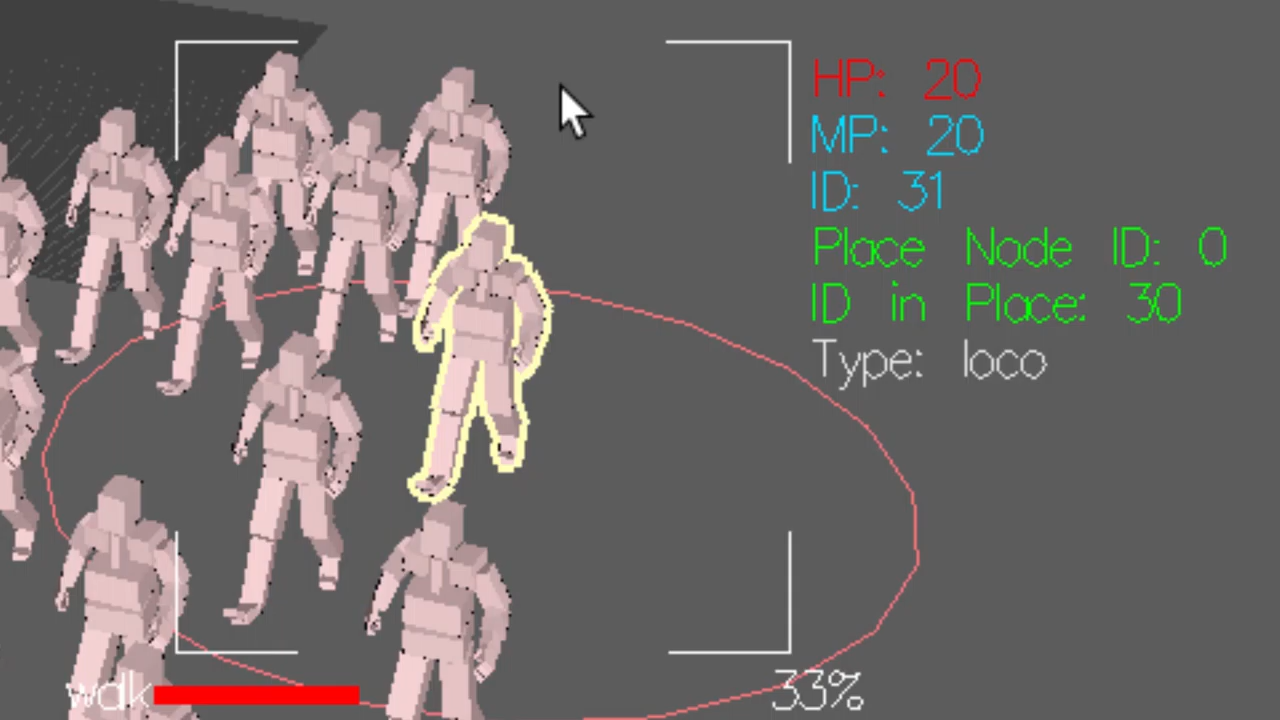 HP: 20
MP: 20
ID: 31
Place Node ID: 0
ID in Place: 30
Type: loco
walk 33%